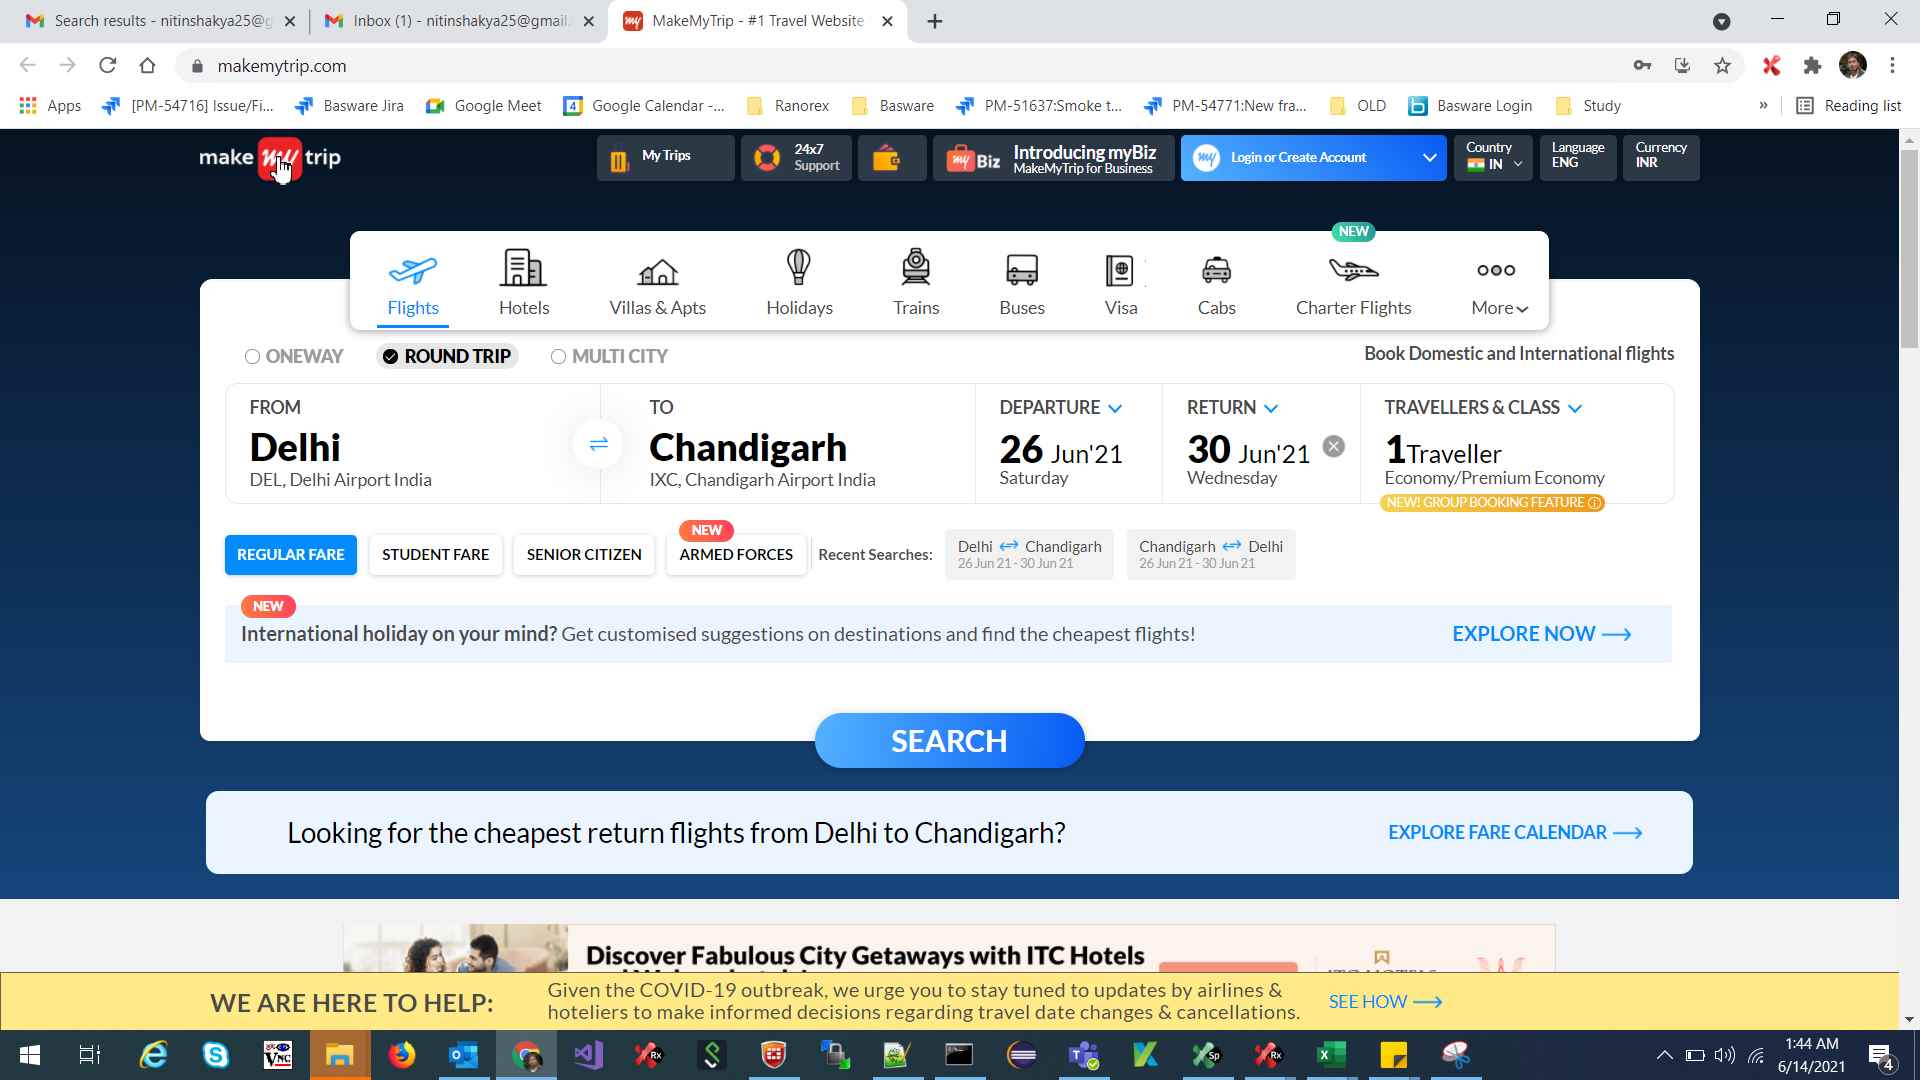 Search results - nitinshakya25@g
Inbox (1) - nitinshakya25@gmail.
MakeMyTrip - #1 Travel Website
makemytrip.com
Apps
[PM-54716] Issue/Fi...
Basware Jira
Google Meet
4
Google Calendar -...
Ranorex
Basware
PM-51637:Smoke t...
PM-54771:New fra...
OLD
Basware Login
Study
»
Reading list
make my trip
My Trips
24x7
Support
my Biz
Introducing myBiz
MakeMyTrip for Business
my
Login or Create Account
Country
IN
Language
ENG
Currency
INR
NEW
Flights
Hotels
Villas & Apts
Holidays
Trains
Buses
Visa
Cabs
Charter Flights
More
ONEWAY
ROUND TRIP
MULTI CITY
Book Domestic and International flights
FROM
Delhi
DEL, Delhi Airport India
TO
Chandigarh
IXC, Chandigarh Airport India
DEPARTURE
26 Jun'21
Saturday
RETURN
30 Jun'21
Wednesday
TRAVELLERS & CLASS
1Traveller
Economy/Premium Economy
NEW! GROUP BOOKING FEATURE
REGULAR FARE
STUDENT FARE
SENIOR CITIZEN
NEW
ARMED FORCES
Recent Searches:
Delhi Chandigarh
26 Jun 21 - 30 Jun 21
Chandigarh Delhi
26 Jun 21 - 30 Jun 21
NEW
International holiday on your mind? Get customised suggestions on destinations and find the cheapest flights!
EXPLORE NOW
SEARCH
Looking for the cheapest return flights from Delhi to Chandigarh?
EXPLORE FARE CALENDAR
Discover Fabulous City Getaways with ITC Hotels
WE ARE HERE TO HELP:
Given the COVID-19 outbreak, we urge you to stay tuned to updates by airlines &
hoteliers to make informed decisions regarding travel date changes & cancellations.
SEE HOW
VNC
Rx
Sp
Rx
1:44 AM
6/14/2021
4